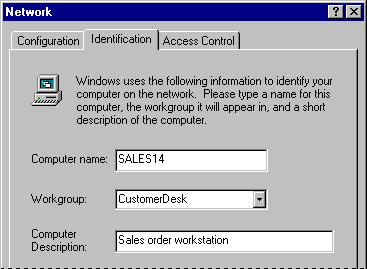 Network
Configuration Identification Access Control
Windows uses the following information to identify your
computer on the network. Please type a name for this
computer, the workgroup it will appear in, and a short
description of the computer.
Computer name: SALES14
Workgroup: CustomerDesk
Computer
Description: Sales order workstation